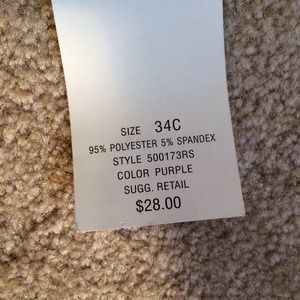 SIZE 34C
95% POLYESTER 5% SPANDEX
STYLE 500173RS
COLOR PURPLE
SUGG. RETAIL
$28.00